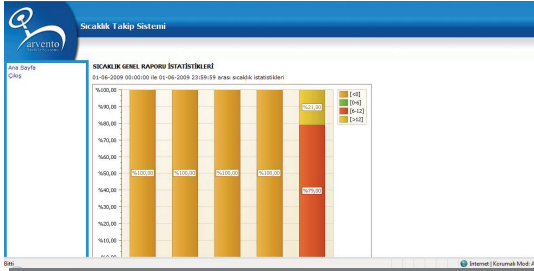 arvento
Sıcaklık Takip Sistemi
Ana Sayfa
Çıkış
SICAKLIK GENEL RAPORU İSTATİSTİKLERİ
01-06-2009 00:00:00 ile 01-06-2009 23:59:59 arası sıcaklık istatistikleri
%100,00
%90,00
%80,00
%70,00
%60,00
%50,00
%40,00
%30,00
%20,00
%10,00
%100,00 %100,00 %100,00 %100,00
%21,00
%79,00
[<0]
[0-6]
[6-12]
[>12]
Bitti
Internet | Korumalı Mod: A